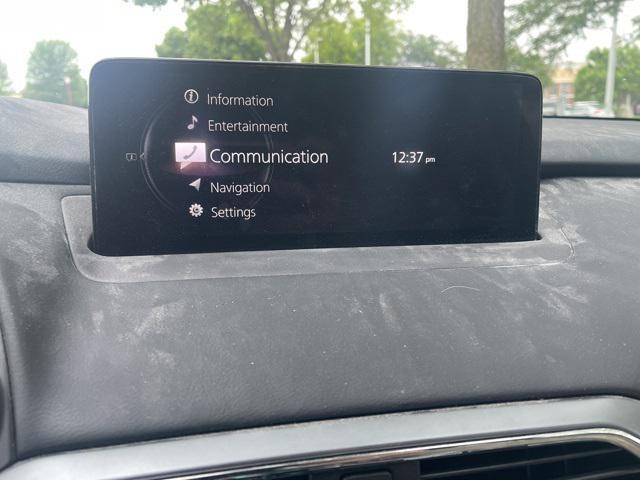 Information
Entertainment
Communication 12:37 pm
Navigation
Settings